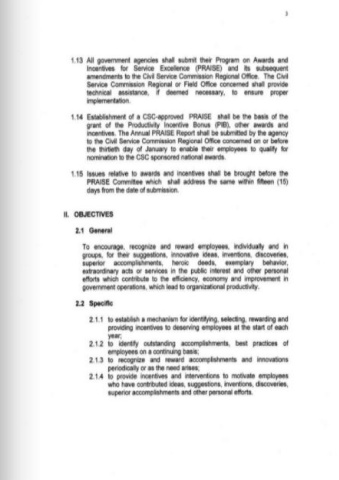 3
1.13 All government agencies shall submit their Program on Awards and
Incentives for Service Excellence (PRAISE) and its subsequent
amendments to the Civil Service Commission Regional Office. The Civil
Service Commission Regional or Field Office concerned shall provide
technical assistance, if deemed necessary, to ensure proper
implementation.
1.14 Establishment of a CSC-approved PRAISE shall be the basis of the
grant of the Productivity Incentive Bonus (PIB), other awards and
incentives. The Annual PRAISE Report shall be submitted by the agency
to the Civil Service Commission Regional Office concerned on or before
the thirtieth day of January to enable their employees to qualify for
nomination to the CSC sponsored national awards.
1.15 Issues relative to awards and incentives shall be brought before the
PRAISE Committee which shall address the same within fifteen (15)
days from the date of submission.
II. OBJECTIVES
2.1 General
To encourage, recognize and reward employees, individually and in
groups, for their suggestions, innovative ideas, inventions, discoveries,
superior accomplishments, heroic deeds, exemplary behavior,
extraordinary acts or services in the public interest and other personal
efforts which contribute to the efficiency, economy and improvement in
government operations, which lead to organizational productivity.
2.2 Specific
2.1.1 to establish a mechanism for identifying, selecting, rewarding and
providing incentives to deserving employees at the start of each
year;
2.1.2 to identify outstanding accomplishments, best practices of
employees on a continuing basis;
2.1.3 to recognize and reward accomplishments and innovations
periodically or as the need arises;
2.1.4 to provide incentives and interventions to motivate employees
who have contributed ideas, suggestions, inventions, discoveries,
superior accomplishments and other personal efforts.